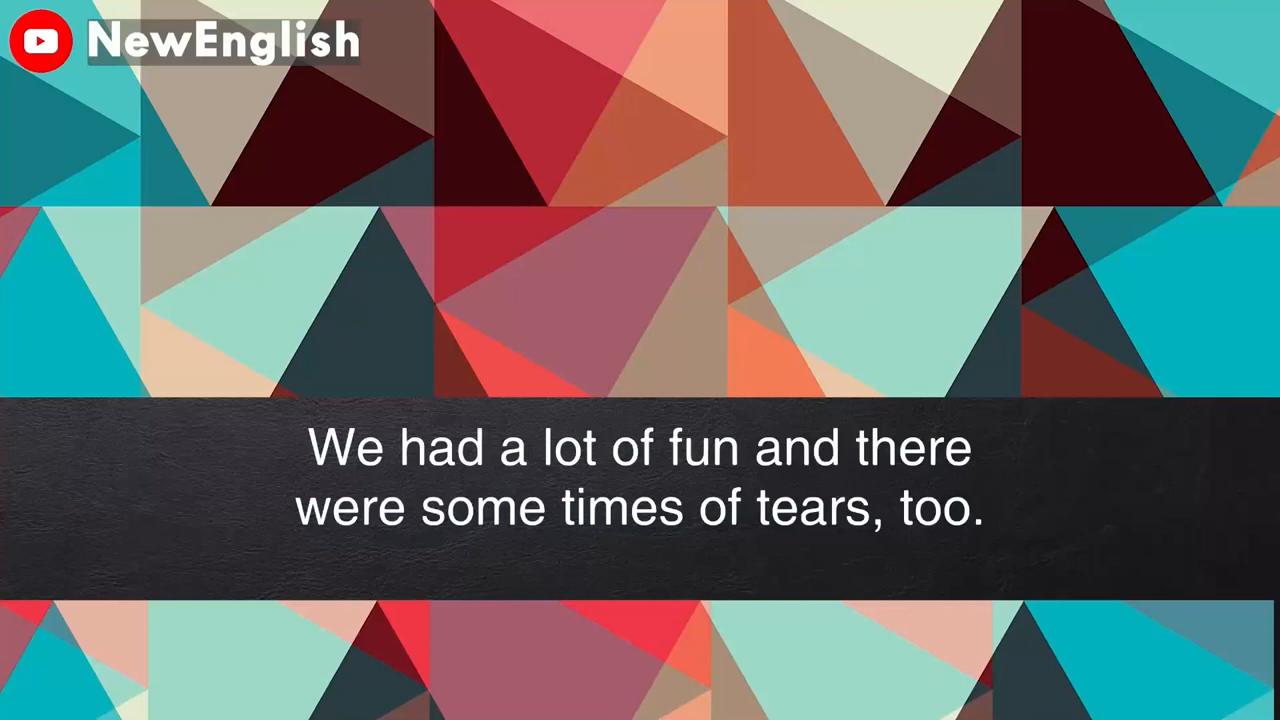 NewEnglish
We had a lot of fun and there
were some times of tears, too.